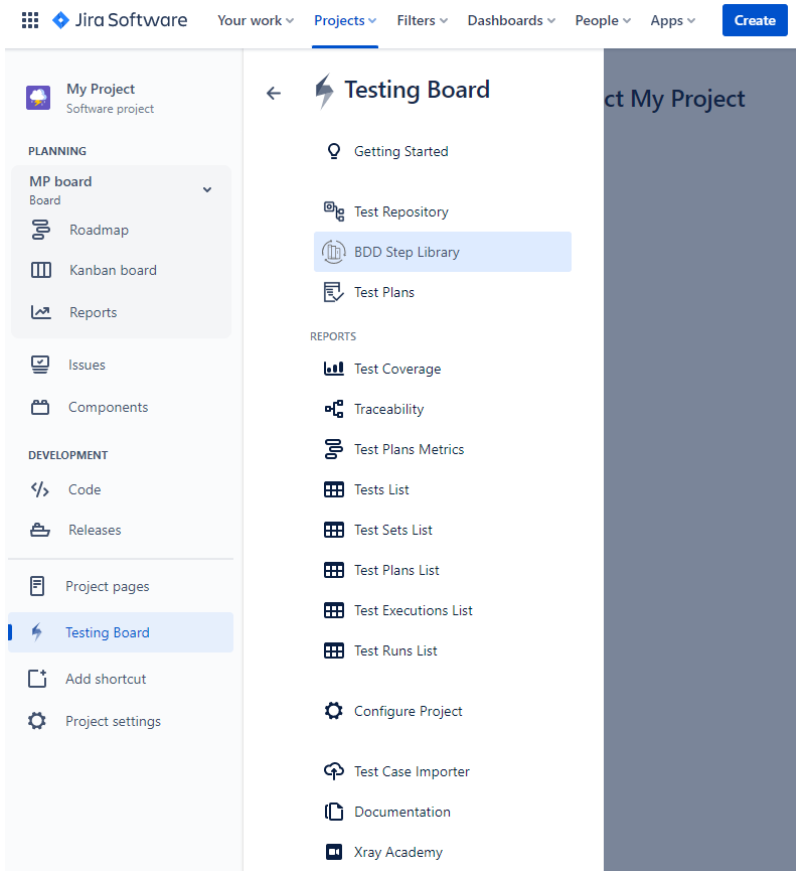 Jira Software
Your work
Projects
Filters
Dashboards
People
Apps
Create
My Project
Software project
PLANNING
MP board
Board
Roadmap
Kanban board
Reports
Issues
Components
DEVELOPMENT
Code
Releases
Project pages
Testing Board
Add shortcut
Project settings
Testing Board
Getting Started
Test Repository
BDD Step Library
Test Plans
REPORTS
Test Coverage
Traceability
Test Plans Metrics
Tests List
Test Sets List
Test Plans List
Test Executions List
Test Runs List
Configure Project
Test Case Importer
Documentation
Xray Academy
ct My Project